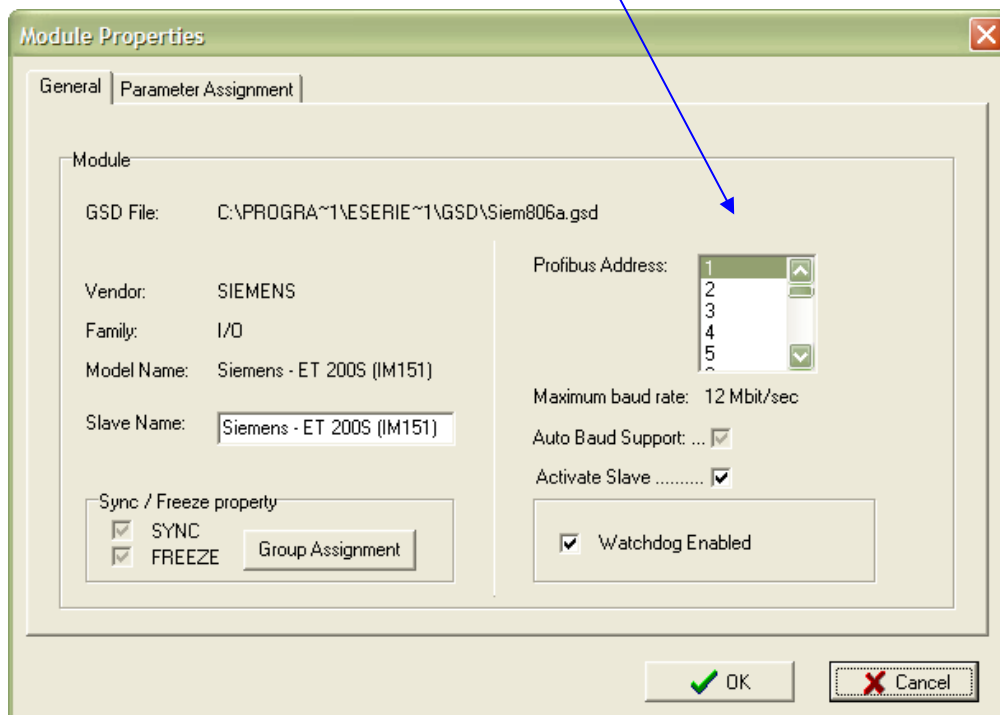 Module Properties
General
Parameter Assignment
Module
GSD File: C:\PROGRA~1\ESERIE~1\GSD\Siem806a.gsd
Vendor: SIEMENS
Family: I/O
Model Name: Siemens - ET 200S (IM151)
Slave Name: Siemens - ET 200S (IM151)
Sync / Freeze property
SYNC
FREEZE
Group Assignment
Profibus Address:
1
2
3
4
5
Maximum baud rate: 12 Mbit/sec
Auto Baud Support: ...
Activate Slave ..........
Watchdog Enabled
OK
Cancel